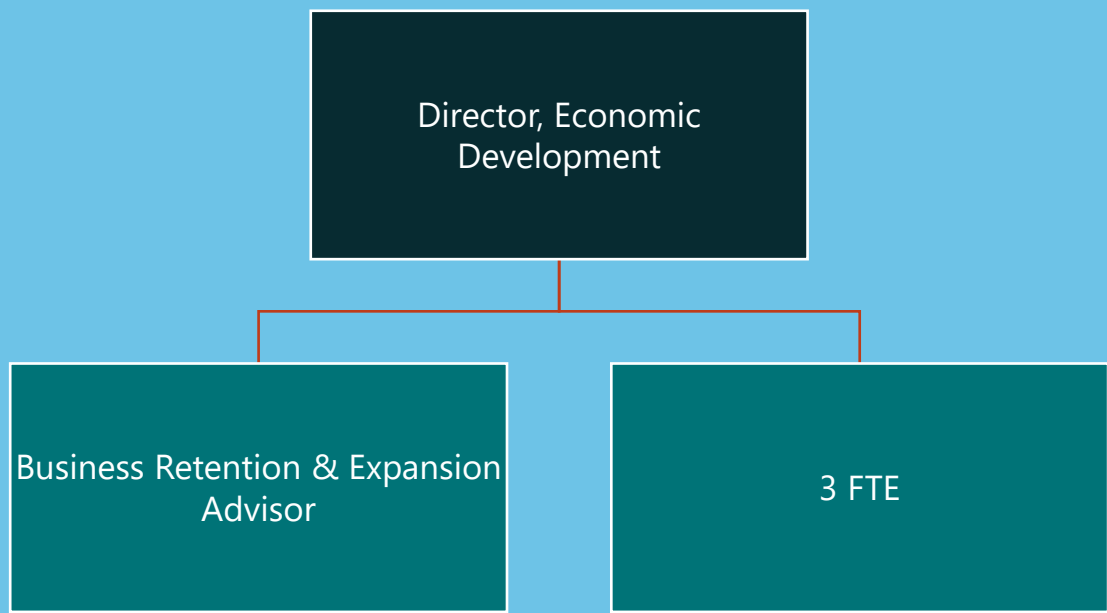 Director, Economic
Development
Business Retention & Expansion
Advisor
3 FTE